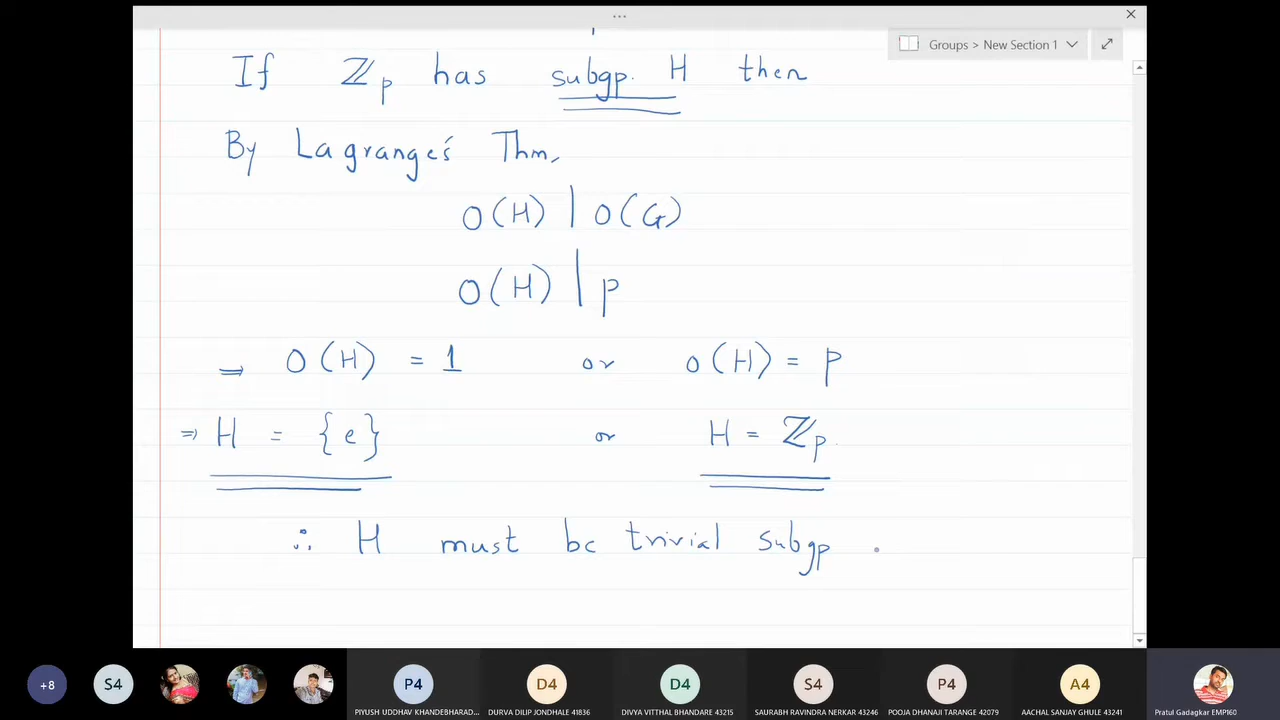 Groups > New Section 1
If ℤp has subgp. H then
By Lagrange's Thm,
O(H) | O(G)
O(H) | p
⇒ O(H) = 1 or o(H) = p
⇒ H = {e} or H = ℤp.
∴ H must be trivial subgp.
+8
S4
P4
D4
D4
S4
P4
A4
PIYUSH UDDHAV KHANDEBHARAD...
DURVA DILIP JONDHALE 41836
DIVYA VITTHAL BHANDARE 43215
SAURABH RAVINDRA NERKAR 43246
POOJA DHANAJI TARANGE 42079
AACHAL SANJAY GHULE 43241
Pratul Gadagkar EMP160